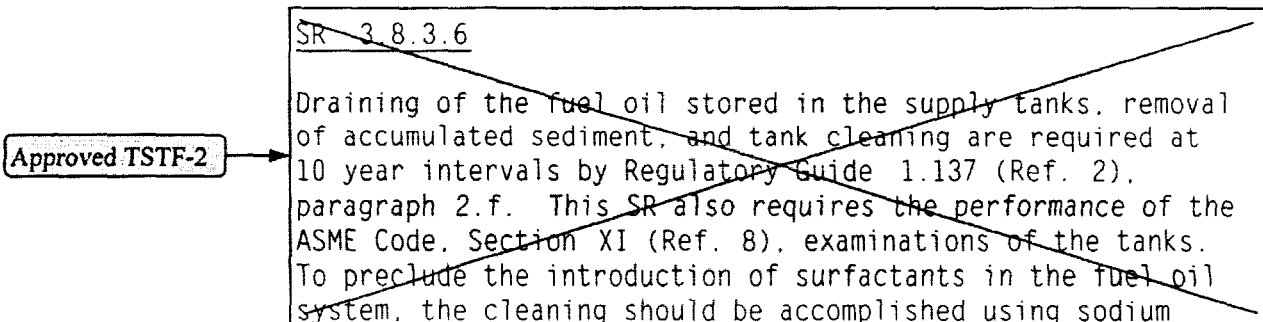 SR 3.8.3.6
Draining of the fuel oil stored in the supply tanks, removal
Approved TSTF-2
of accumulated sediment, and tank cleaning are required at
10 year intervals by Regulatory Guide 1.137 (Ref. 2),
paragraph 2.f. This SR also requires the performance of the
ASME Code, Section XI (Ref. 8), examinations of the tanks.
To preclude the introduction of surfactants in the fuel oil
system, the cleaning should be accomplished using sodium